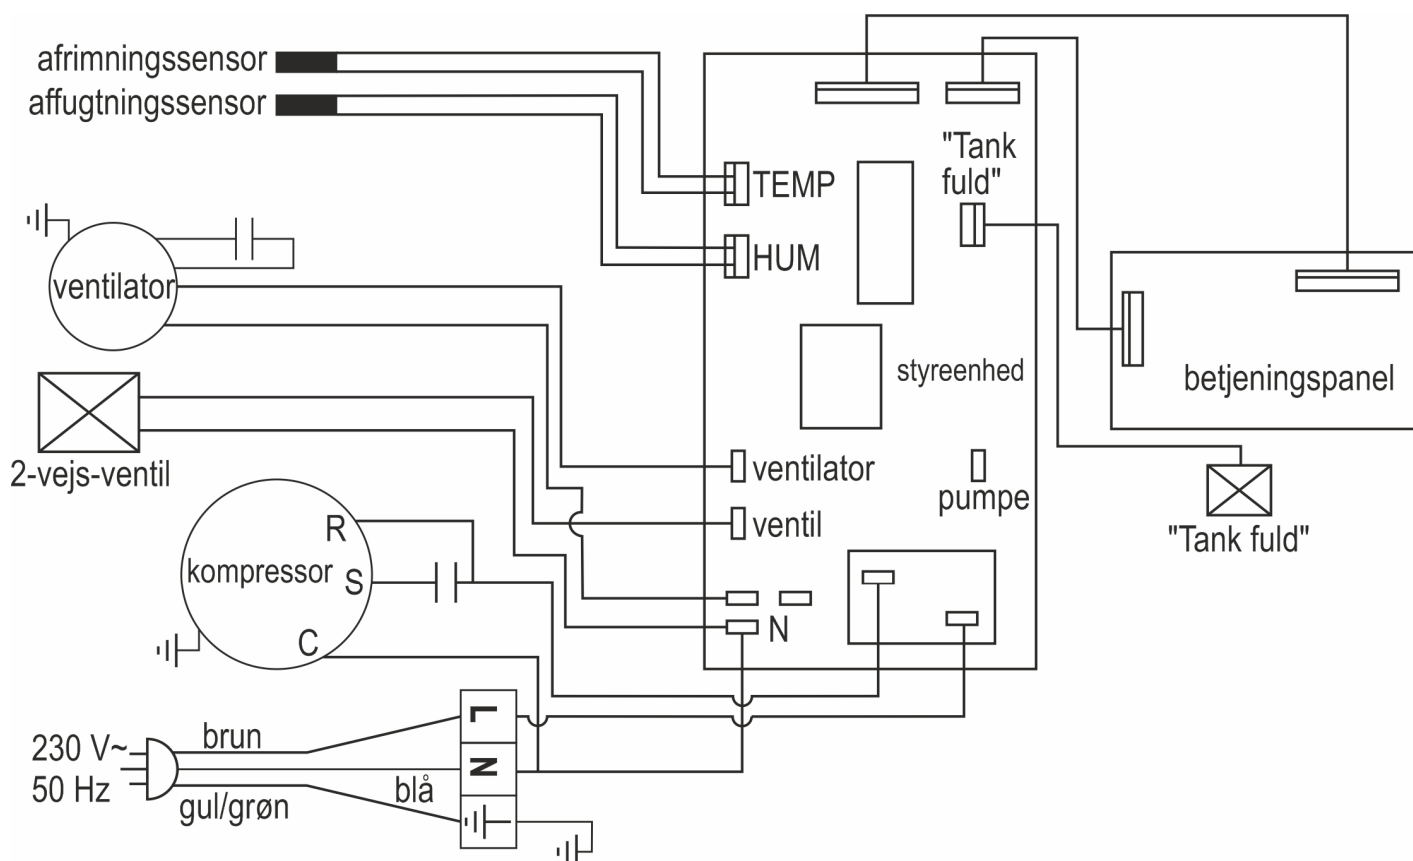 afrimningssensor
affugtningssensor
"Tank
fuld"
TEMP
HUM
ventilator
styreenhed
betjeningspanel
2-vejs-ventil
ventilator
pumpe
ventil
"Tank fuld"
R
kompressor
S
C
N
L
brun
230 V~
50 Hz
N
blå
gul/grøn